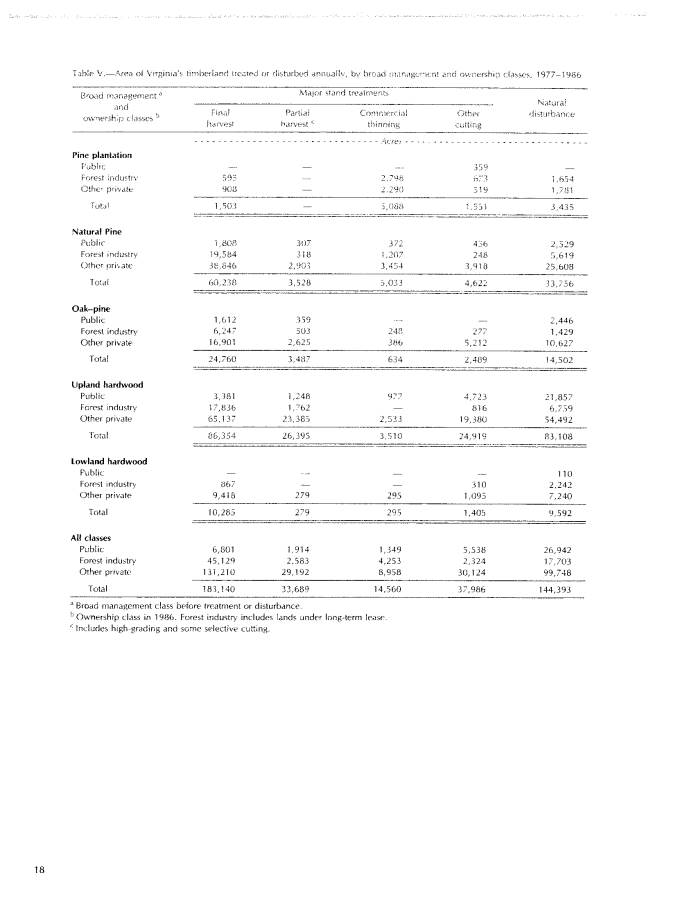 Table V.—Area of Virginia's timberland treated or disturbed annually, by broad management and ownership classes, 1977–1986
Broad management a and ownership classes b Major stand treatments Natural disturbance
Final harvest Partial harvest c Commercial thinning Other cutting
Acres
Pine plantation
Public — — — 359 —
Forest industry 595 — 2,798 673 1,654
Other private 908 — 2,290 519 1,781
Total 1,503 — 5,088 1,551 3,435
Natural Pine
Public 1,808 307 372 456 2,529
Forest industry 19,584 318 1,207 248 5,619
Other private 38,846 2,903 3,454 3,918 25,608
Total 60,238 3,528 5,033 4,622 33,756
Oak–pine
Public 1,612 359 — — 2,446
Forest industry 6,247 503 248 277 1,429
Other private 16,901 2,625 386 5,212 10,627
Total 24,760 3,487 634 2,489 14,502
Upland hardwood
Public 3,381 1,248 977 4,723 21,857
Forest industry 17,836 1,762 — 816 6,759
Other private 65,137 23,385 2,533 19,380 54,492
Total 86,354 26,395 3,510 24,919 83,108
Lowland hardwood
Public — — — — 110
Forest industry 867 — — 310 2,242
Other private 9,418 279 295 1,095 7,240
Total 10,285 279 295 1,405 9,592
All classes
Public 6,801 1,914 1,349 5,538 26,942
Forest industry 45,129 2,583 4,253 2,324 17,703
Other private 131,210 29,192 8,958 30,124 99,748
Total 183,140 33,689 14,560 37,986 144,393
a Broad management class before treatment or disturbance.
b Ownership class in 1986. Forest industry includes lands under long-term lease.
c Includes high-grading and some selective cutting.
18